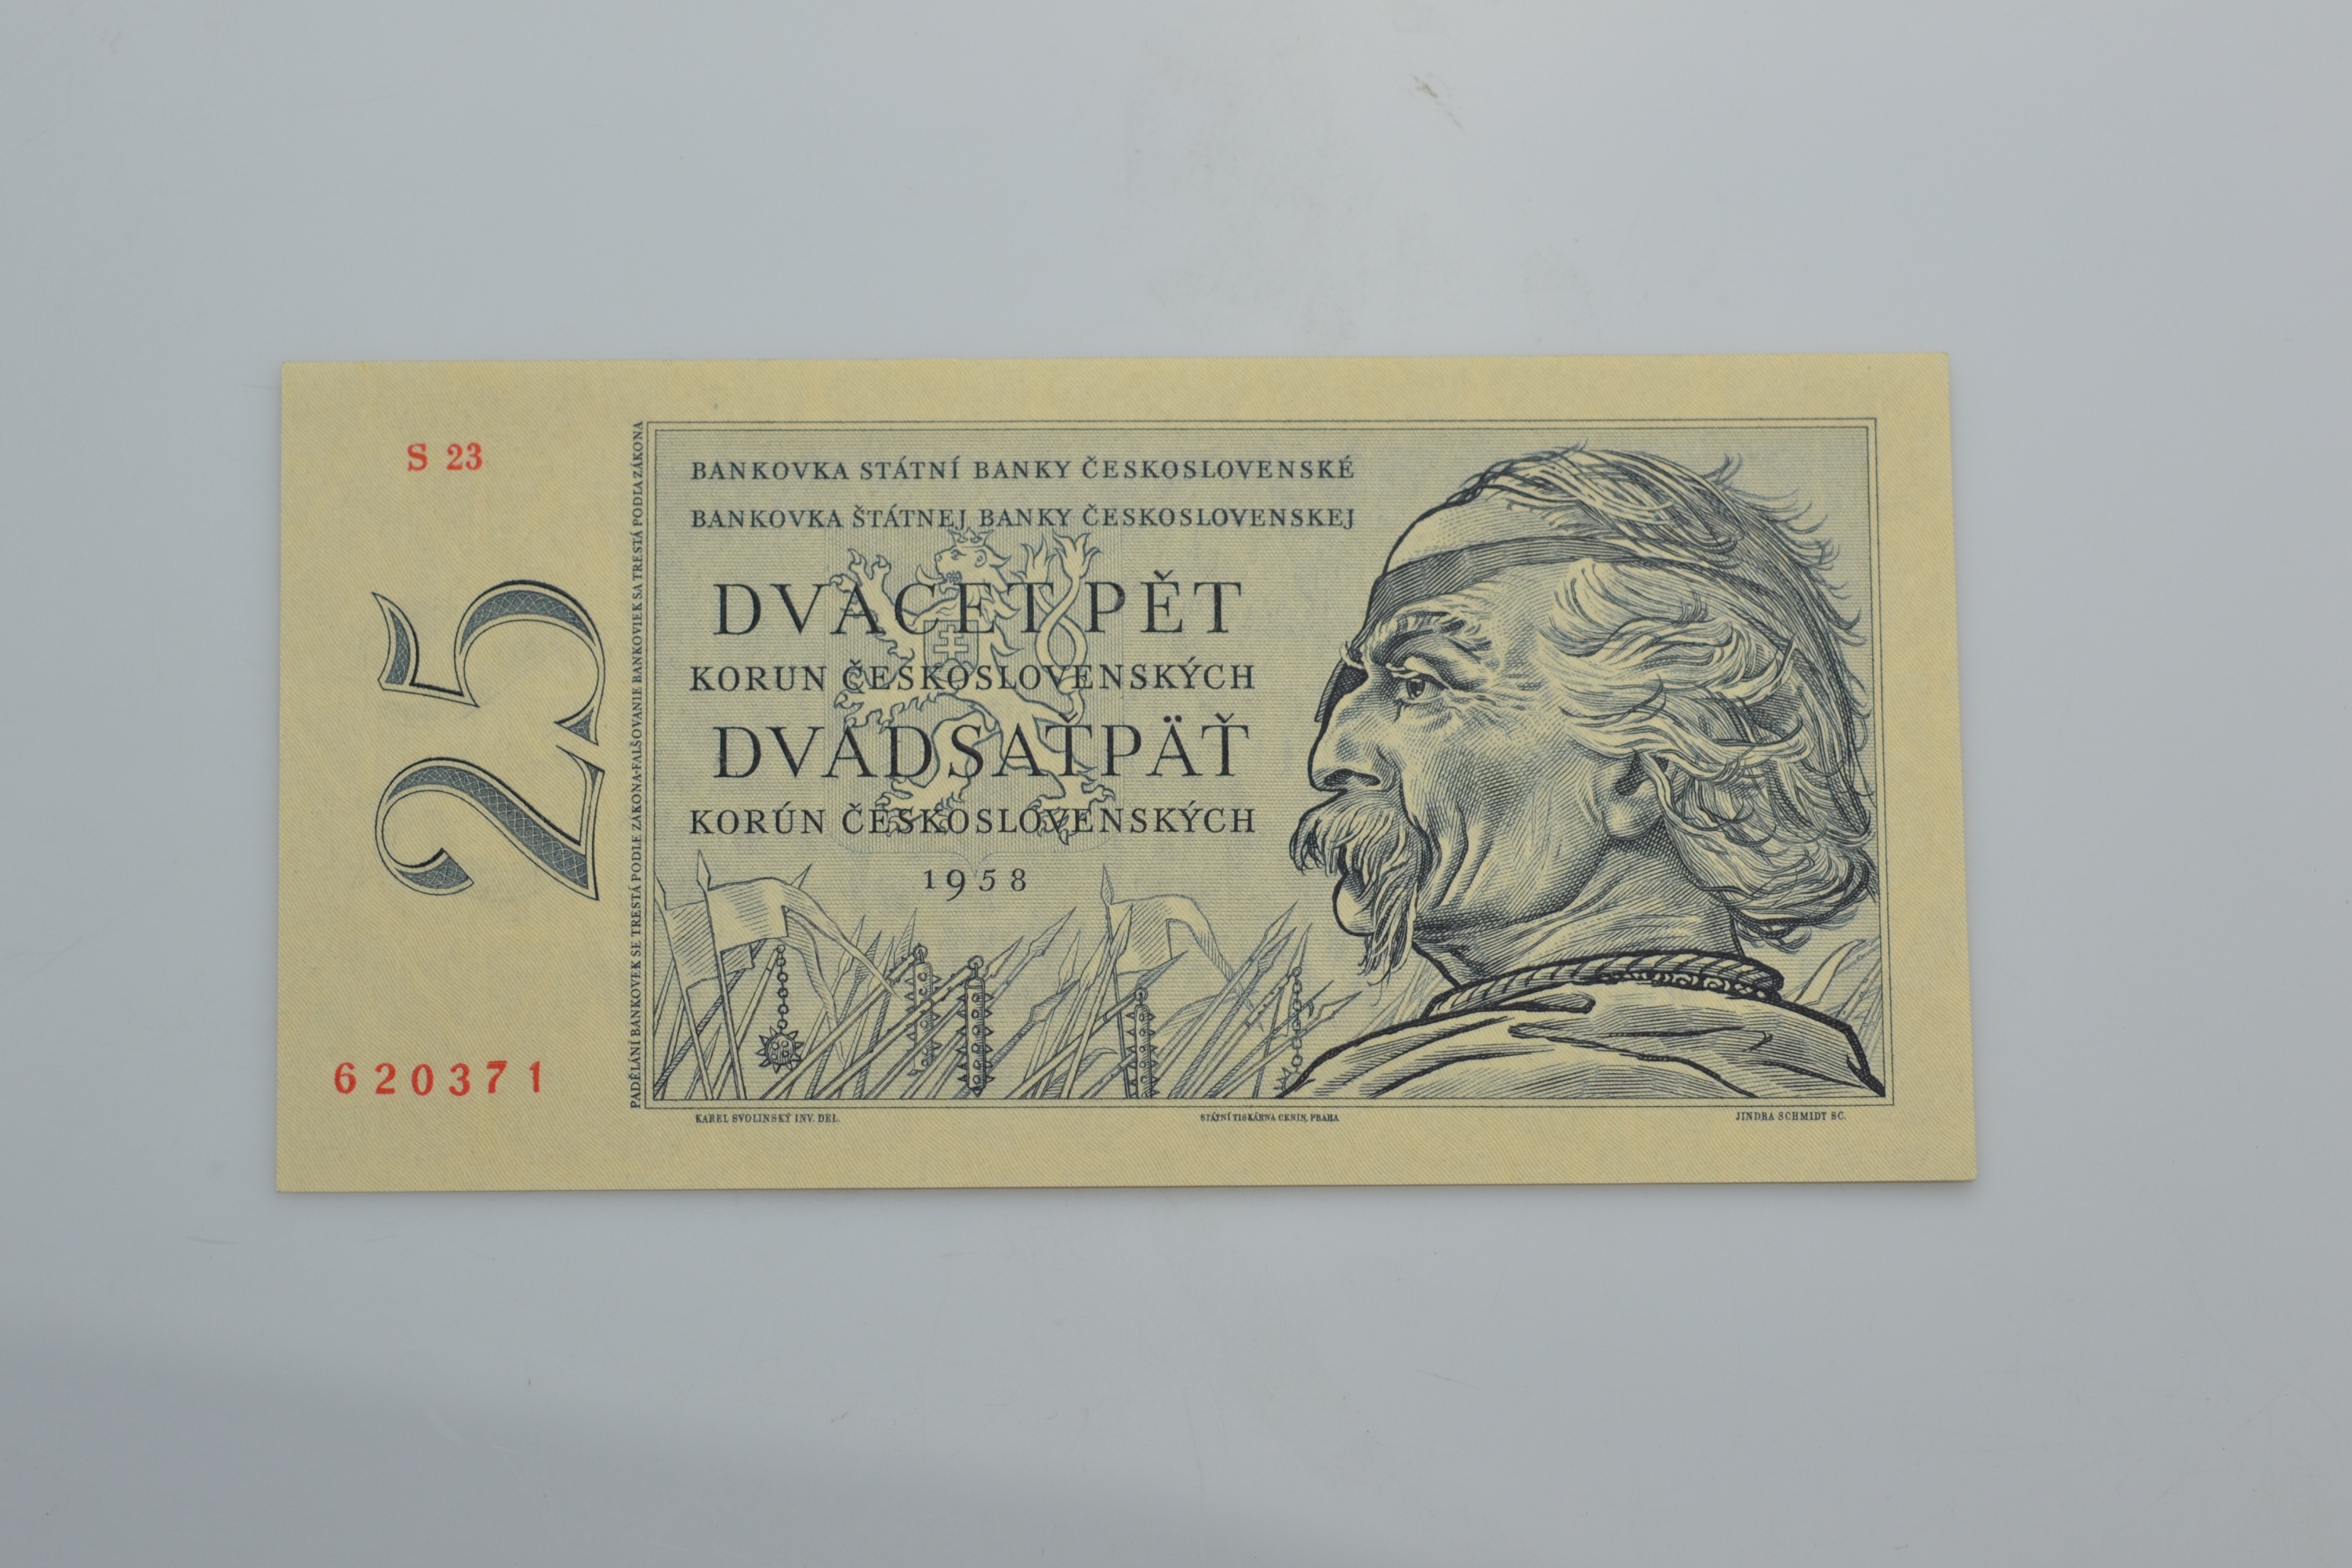 S 23
25
620371
PADĚLÁNÍ BANKOVEK SE TRESTÁ PODLE ZÁKONA-FALŠOVANIE BANKOVIEK SA TRESTÁ PODĽA ZÁKONA
BANKOVKA STÁTNÍ BANKY ČESKOSLOVENSKÉ
BANKOVKA ŠTÁTNEJ BANKY ČESKOSLOVENSKEJ
DVACET PĚT
KORUN ČESKOSLOVENSKÝCH
DVADSAŤPÄŤ
KORÚN ČESKOSLOVENSKÝCH
1958
KAREL SVOLINSKÝ INV. DEL.
STÁTNÍ TISKÁRNA CENIN, PRAHA
JINDRA SCHMIDT SC.